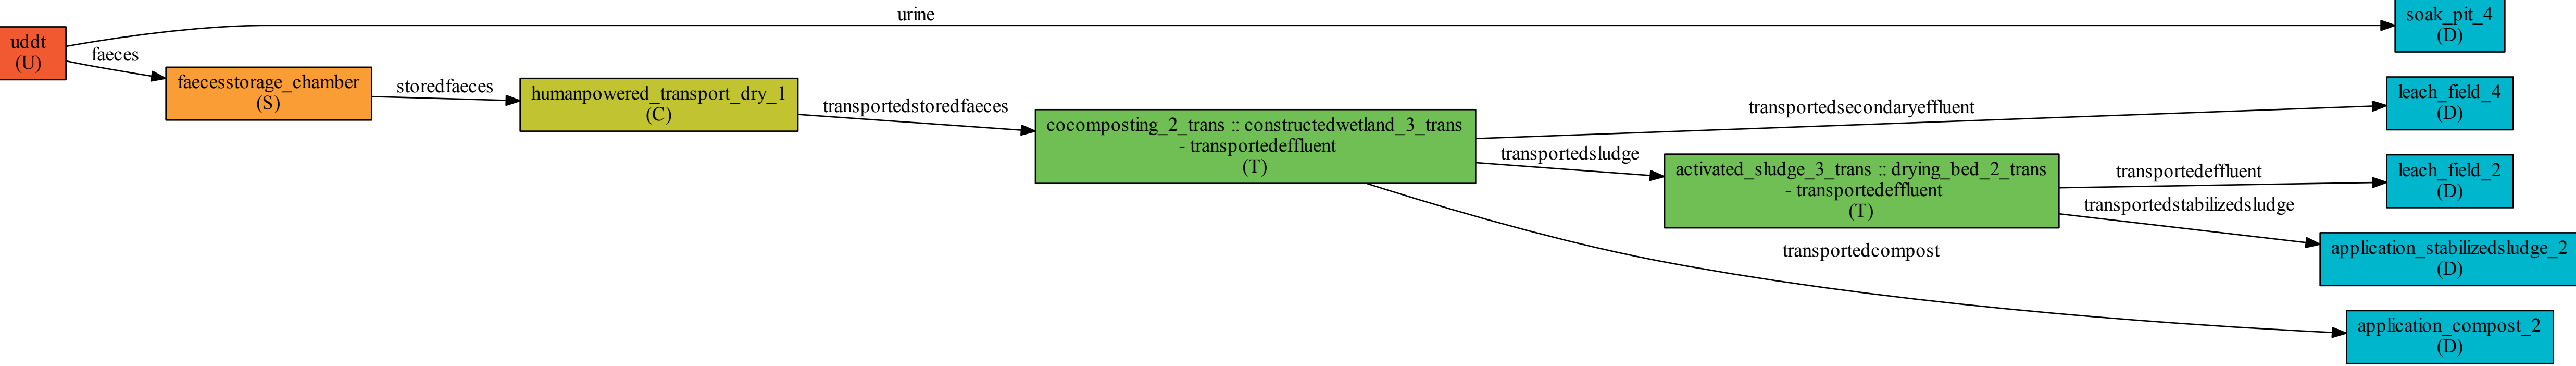 uddt
(U)
urine
faeces
faecesstorage_chamber
(S)
storedfaeces
humanpowered_transport_dry_1
(C)
transportedstoredfaeces
cocomposting_2_trans :: constructedwetland_3_trans
- transportedeffluent
(T)
transportedsecondaryeffluent
transportedsludge
transportedcompost
activated_sludge_3_trans :: drying_bed_2_trans
- transportedeffluent
(T)
transportedeffluent
transportedstabilizedsludge
soak_pit_4
(D)
leach_field_4
(D)
leach_field_2
(D)
application_stabilizedsludge_2
(D)
application_compost_2
(D)